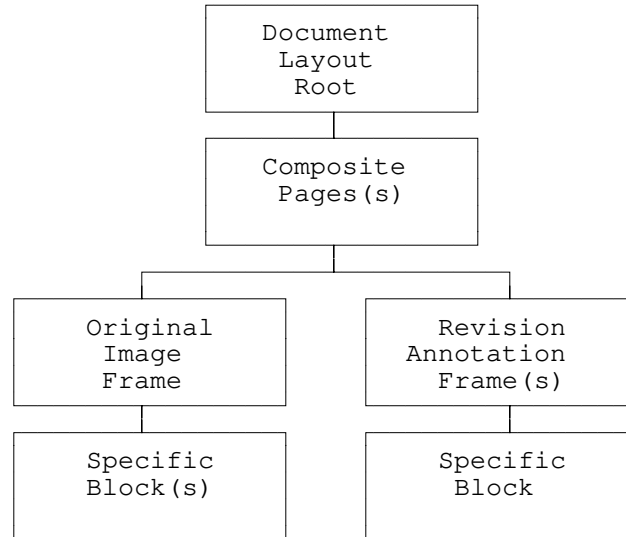 Document
Layout
Root
Composite
Pages(s)
Original
Image
Frame
Revision
Annotation
Frame(s)
Specific
Block(s)
Specific
Block